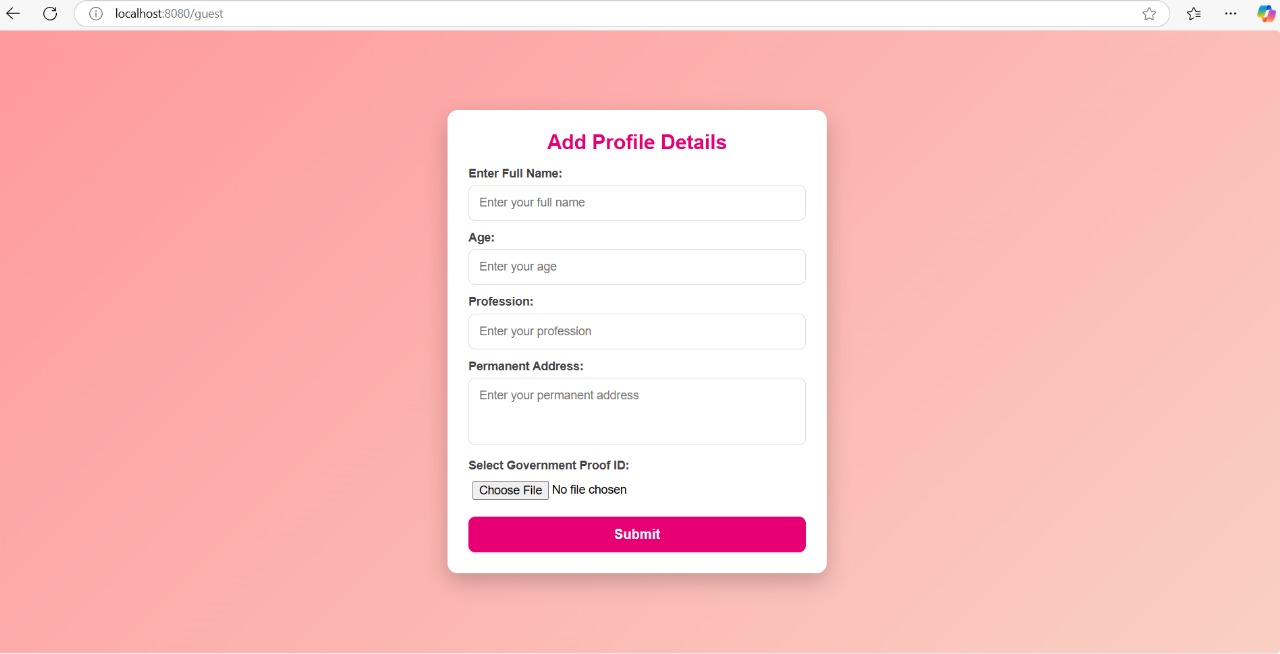 localhost:8080/guest
Add Profile Details
Enter Full Name:
Enter your full name
Age:
Enter your age
Profession:
Enter your profession
Permanent Address:
Enter your permanent address
Select Government Proof ID:
Choose File No file chosen
Submit